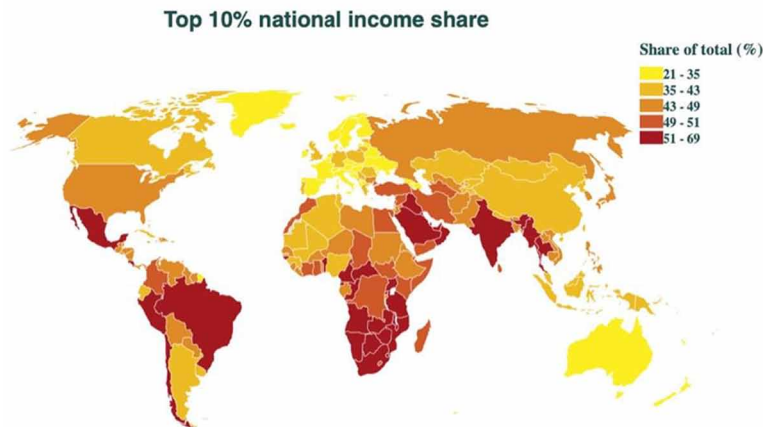 Top 10% national income share
Share of total (%)
21 - 35
35 - 43
43 - 49
49 - 51
51 - 69